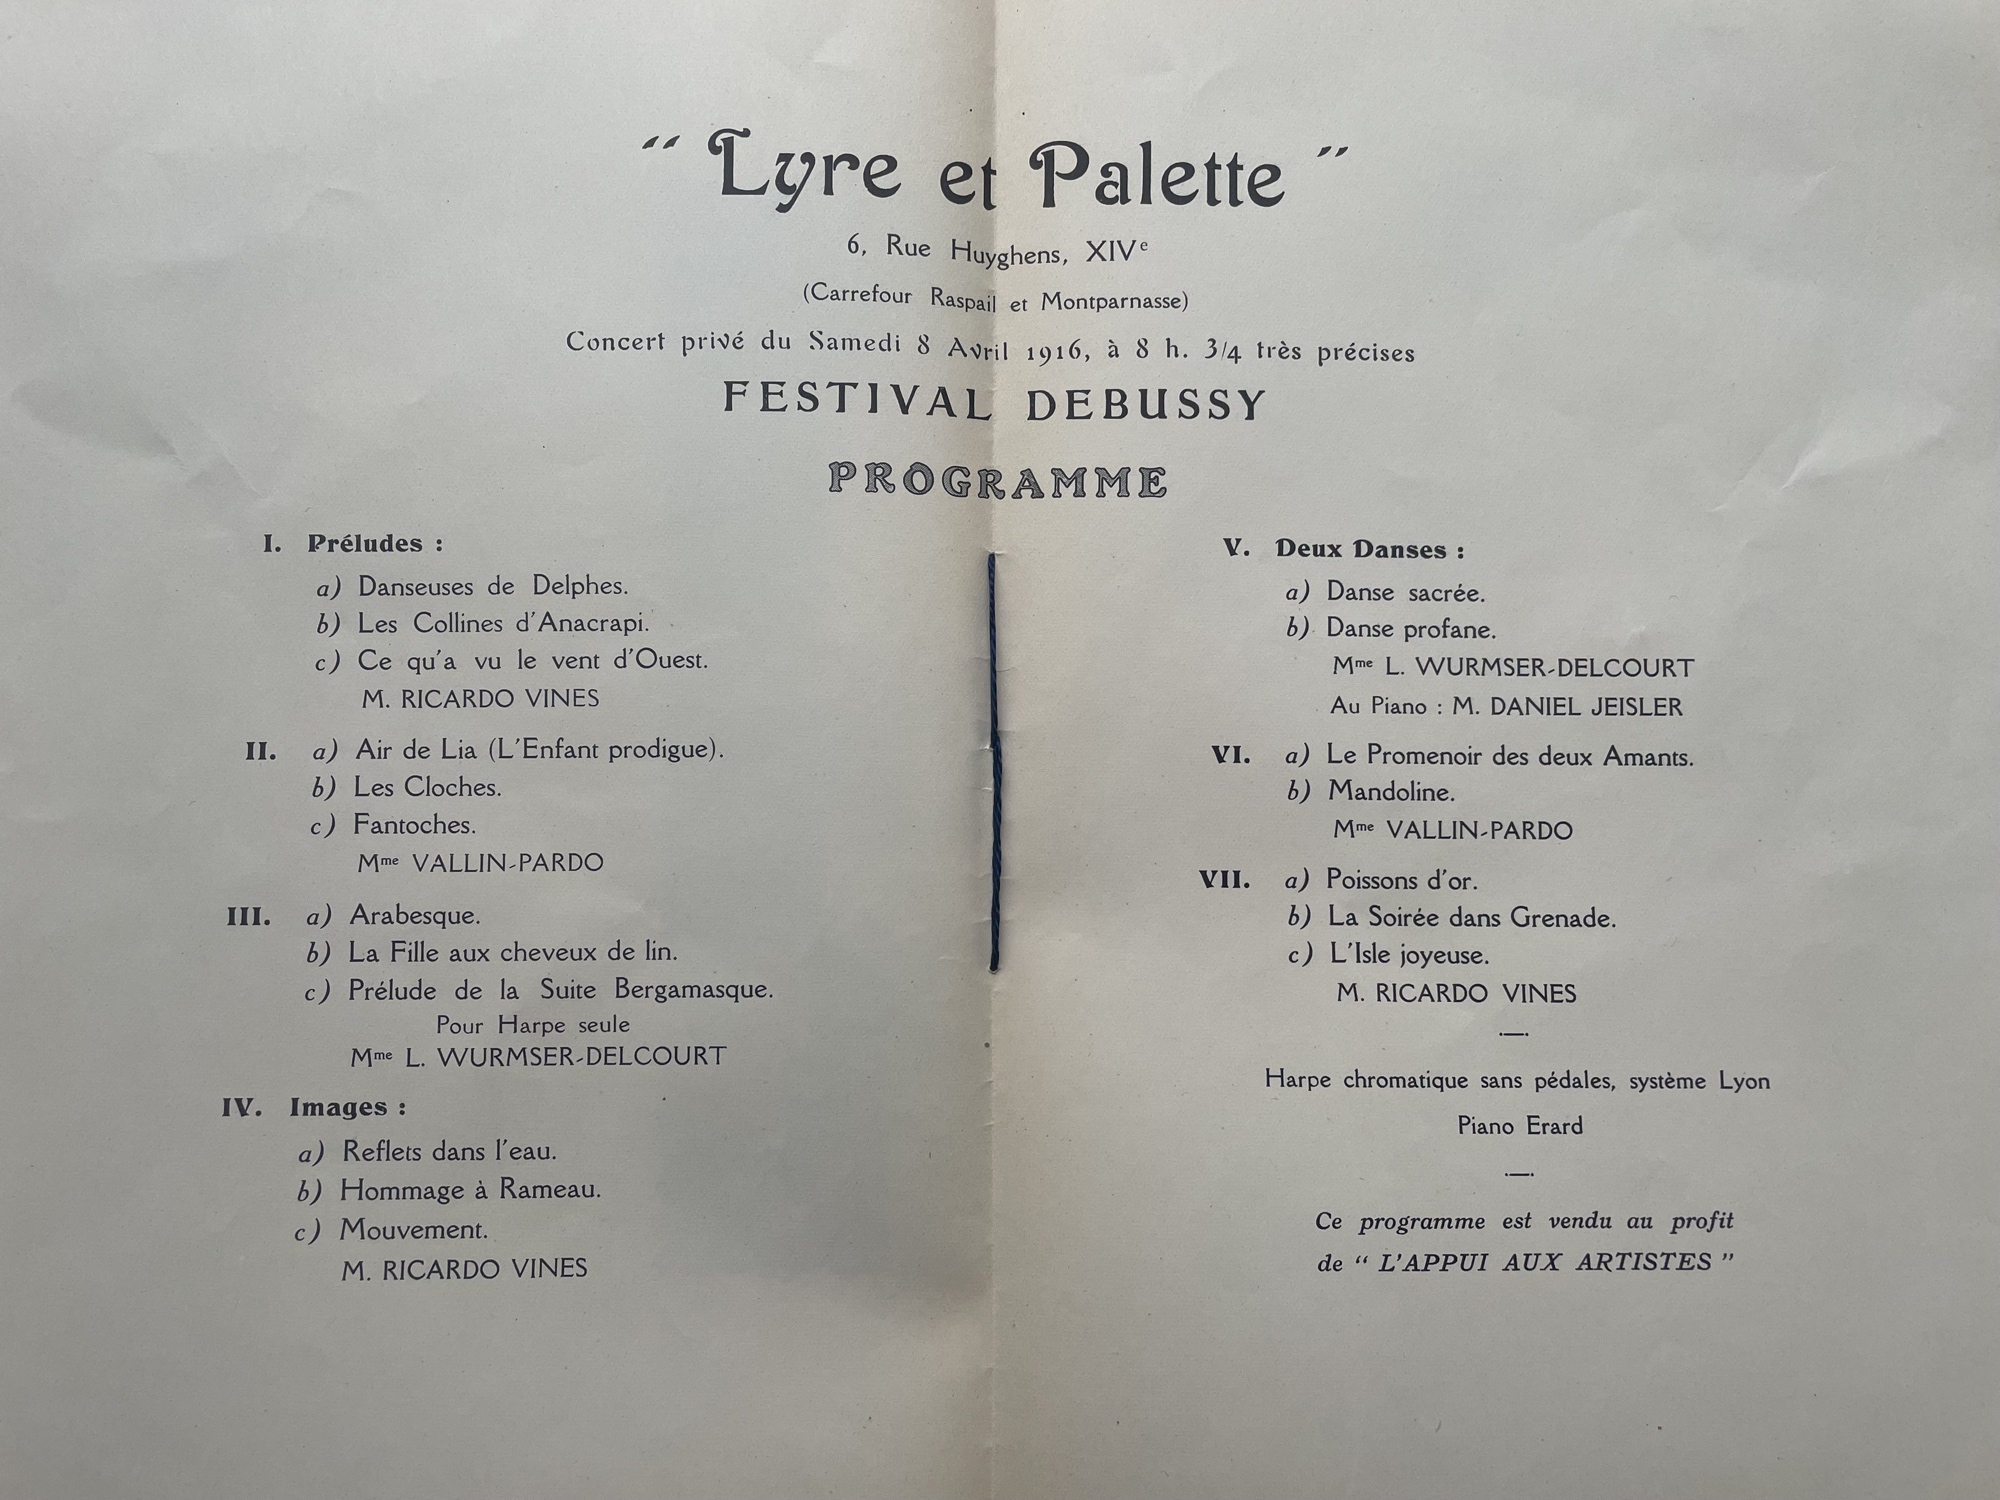 “ Lyre et Palette ”
6, Rue Huyghens, XIVe
(Carrefour Raspail et Montparnasse)
Concert privé du Samedi 8 Avril 1916, à 8 h. 3/4 très précises
FESTIVAL DEBUSSY
PROGRAMME
I. Préludes :
a) Danseuses de Delphes.
b) Les Collines d'Anacrapi.
c) Ce qu'a vu le vent d'Ouest.
M. RICARDO VINES
II. a) Air de Lia (L'Enfant prodigue).
b) Les Cloches.
c) Fantoches.
Mme VALLIN-PARDO
III. a) Arabesque.
b) La Fille aux cheveux de lin.
c) Prélude de la Suite Bergamasque.
Pour Harpe seule
Mme L. WURMSER-DELCOURT
IV. Images :
a) Reflets dans l'eau.
b) Hommage à Rameau.
c) Mouvement.
M. RICARDO VINES
V. Deux Danses :
a) Danse sacrée.
b) Danse profane.
Mme L. WURMSER-DELCOURT
Au Piano : M. DANIEL JEISLER
VI. a) Le Promenoir des deux Amants.
b) Mandoline.
Mme VALLIN-PARDO
VII. a) Poissons d'or.
b) La Soirée dans Grenade.
c) L'Isle joyeuse.
M. RICARDO VINES
Harpe chromatique sans pédales, système Lyon
Piano Erard
Ce programme est vendu au profit
de “ L'APPUI AUX ARTISTES ”